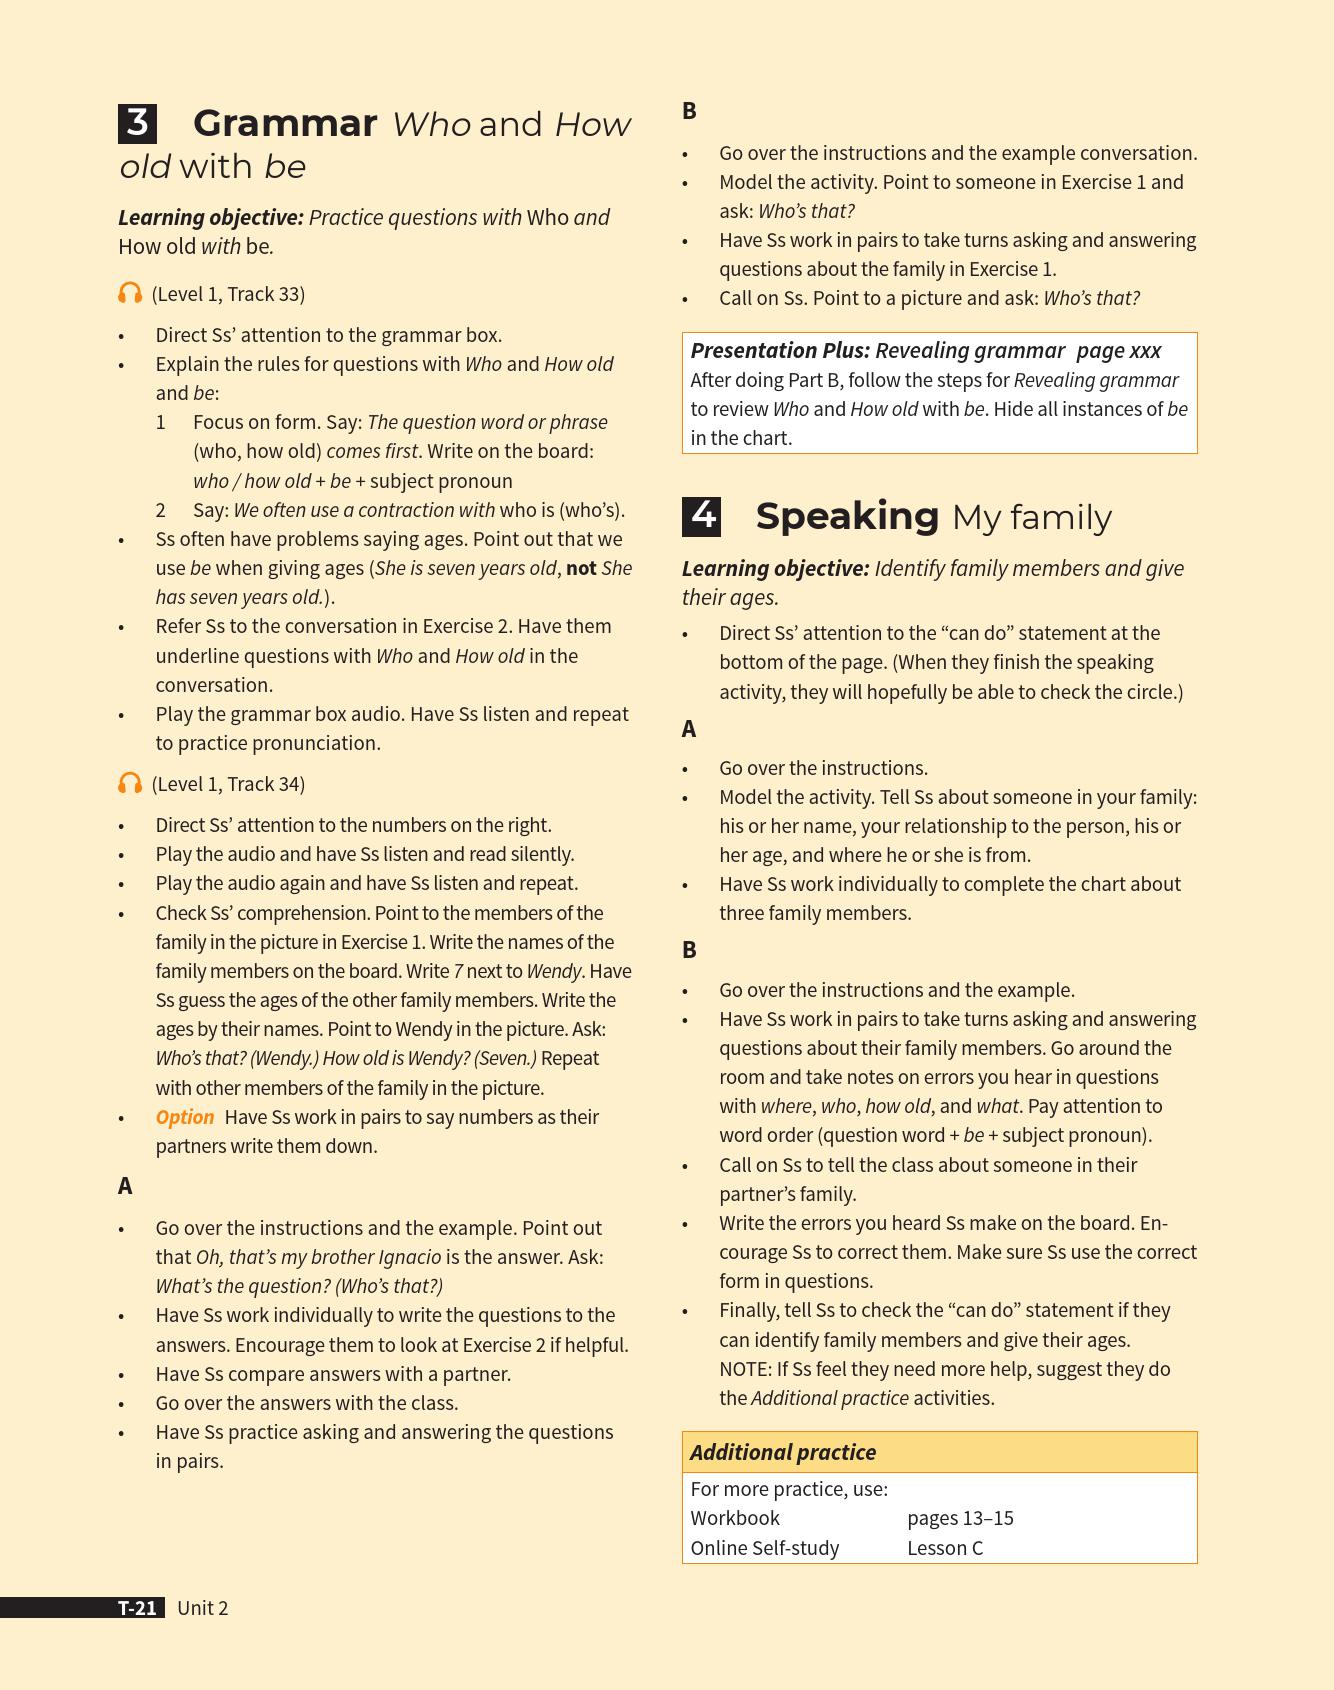 3 Grammar Who and How
old with be
Learning objective: Practice questions with Who and
How old with be.
(Level 1, Track 33)
• Direct Ss’ attention to the grammar box.
• Explain the rules for questions with Who and How old
and be:
1 Focus on form. Say: The question word or phrase
(who, how old) comes first. Write on the board:
who / how old + be + subject pronoun
2 Say: We often use a contraction with who is (who’s).
• Ss often have problems saying ages. Point out that we
use be when giving ages (She is seven years old, not She
has seven years old.).
• Refer Ss to the conversation in Exercise 2. Have them
underline questions with Who and How old in the
conversation.
• Play the grammar box audio. Have Ss listen and repeat
to practice pronunciation.
(Level 1, Track 34)
• Direct Ss’ attention to the numbers on the right.
• Play the audio and have Ss listen and read silently.
• Play the audio again and have Ss listen and repeat.
• Check Ss’ comprehension. Point to the members of the
family in the picture in Exercise 1. Write the names of the
family members on the board. Write 7 next to Wendy. Have
Ss guess the ages of the other family members. Write the
ages by their names. Point to Wendy in the picture. Ask:
Who’s that? (Wendy.) How old is Wendy? (Seven.) Repeat
with other members of the family in the picture.
• Option Have Ss work in pairs to say numbers as their
partners write them down.
A
• Go over the instructions and the example. Point out
that Oh, that’s my brother Ignacio is the answer. Ask:
What’s the question? (Who’s that?)
• Have Ss work individually to write the questions to the
answers. Encourage them to look at Exercise 2 if helpful.
• Have Ss compare answers with a partner.
• Go over the answers with the class.
• Have Ss practice asking and answering the questions
in pairs.
B
• Go over the instructions and the example conversation.
• Model the activity. Point to someone in Exercise 1 and
ask: Who’s that?
• Have Ss work in pairs to take turns asking and answering
questions about the family in Exercise 1.
• Call on Ss. Point to a picture and ask: Who’s that?
Presentation Plus: Revealing grammar page xxx
After doing Part B, follow the steps for Revealing grammar
to review Who and How old with be. Hide all instances of be
in the chart.
4 Speaking My family
Learning objective: Identify family members and give
their ages.
• Direct Ss’ attention to the “can do” statement at the
bottom of the page. (When they finish the speaking
activity, they will hopefully be able to check the circle.)
A
• Go over the instructions.
• Model the activity. Tell Ss about someone in your family:
his or her name, your relationship to the person, his or
her age, and where he or she is from.
• Have Ss work individually to complete the chart about
three family members.
B
• Go over the instructions and the example.
• Have Ss work in pairs to take turns asking and answering
questions about their family members. Go around the
room and take notes on errors you hear in questions
with where, who, how old, and what. Pay attention to
word order (question word + be + subject pronoun).
• Call on Ss to tell the class about someone in their
partner’s family.
• Write the errors you heard Ss make on the board. En-
courage Ss to correct them. Make sure Ss use the correct
form in questions.
• Finally, tell Ss to check the “can do” statement if they
can identify family members and give their ages.
NOTE: If Ss feel they need more help, suggest they do
the Additional practice activities.
Additional practice
For more practice, use:
Workbook pages 13–15
Online Self-study Lesson C
T-21 Unit 2